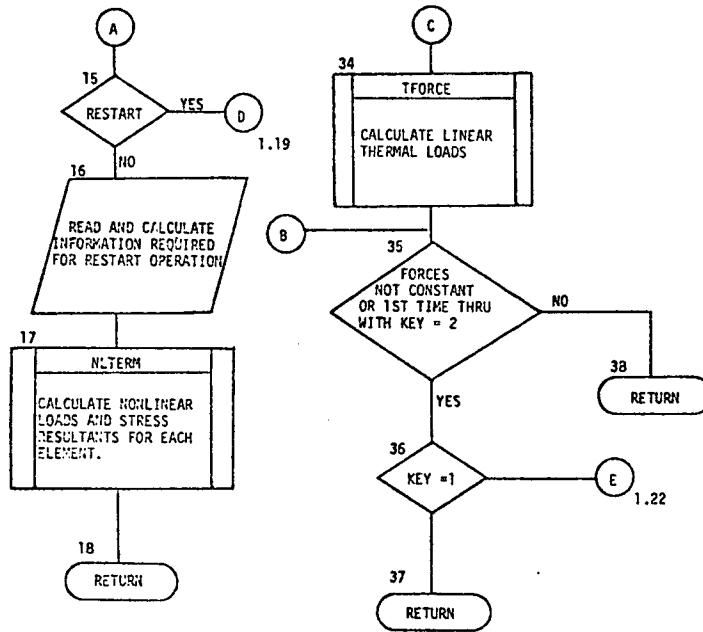 A
15
RESTART
YES
D
1.19
NO
16
READ AND CALCULATE
INFORMATION REQUIRED
FOR RESTART OPERATION
17
NLTERM
CALCULATE NONLINEAR
LOADS AND STRESS
RESULTANTS FOR EACH
ELEMENT.
18
RETURN
C
34
TFORCE
CALCULATE LINEAR
THERMAL LOADS
B
35
FORCES
NOT CONSTANT
OR 1ST TIME THRU
WITH KEY = 2
NO
38
RETURN
YES
36
KEY =1
E
1.22
37
RETURN